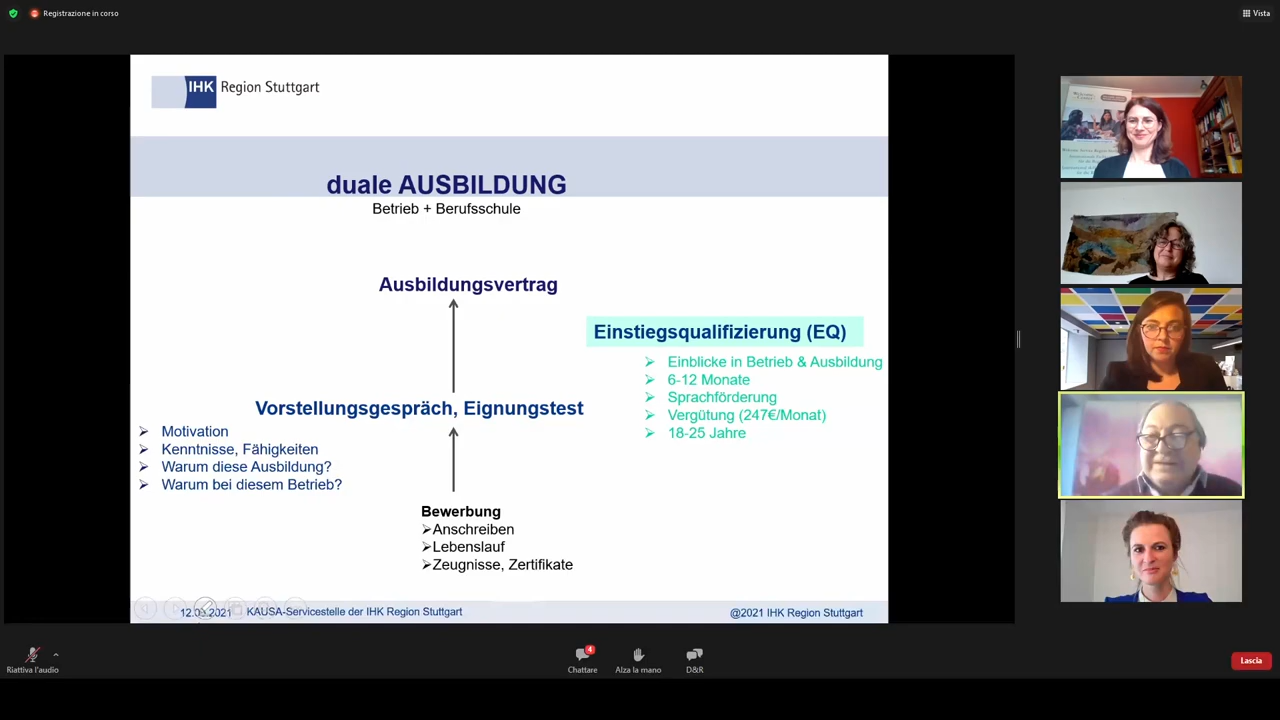 Registrazione in corso
Vista
IHK Region Stuttgart
duale AUSBILDUNG
Betrieb + Berufsschule
Ausbildungsvertrag
Einstiegsqualifizierung (EQ)
Einblicke in Betrieb & Ausbildung
6-12 Monate
Sprachförderung
Vergütung (247€/Monat)
18-25 Jahre
Vorstellungsgespräch, Eignungstest
Motivation
Kenntnisse, Fähigkeiten
Warum diese Ausbildung?
Warum bei diesem Betrieb?
Bewerbung
Anschreiben
Lebenslauf
Zeugnisse, Zertifikate
KAUSA-Servicestelle der IHK Region Stuttgart
@2021 IHK Region Stuttgart
Riattiva l'audio
4
Chattare
Alza la mano
D&R
Lascia